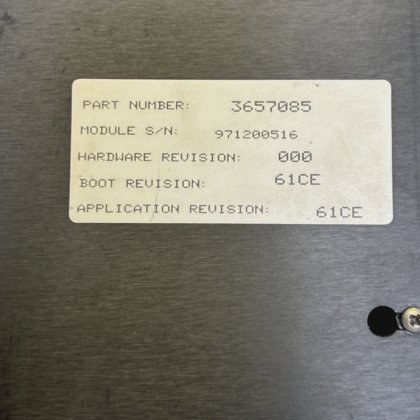 PART NUMBER: 3657085
MODULE S/N: 971200516
HARDWARE REVISION: 000
BOOT REVISION: 61CE
APPLICATION REVISION: 61CE